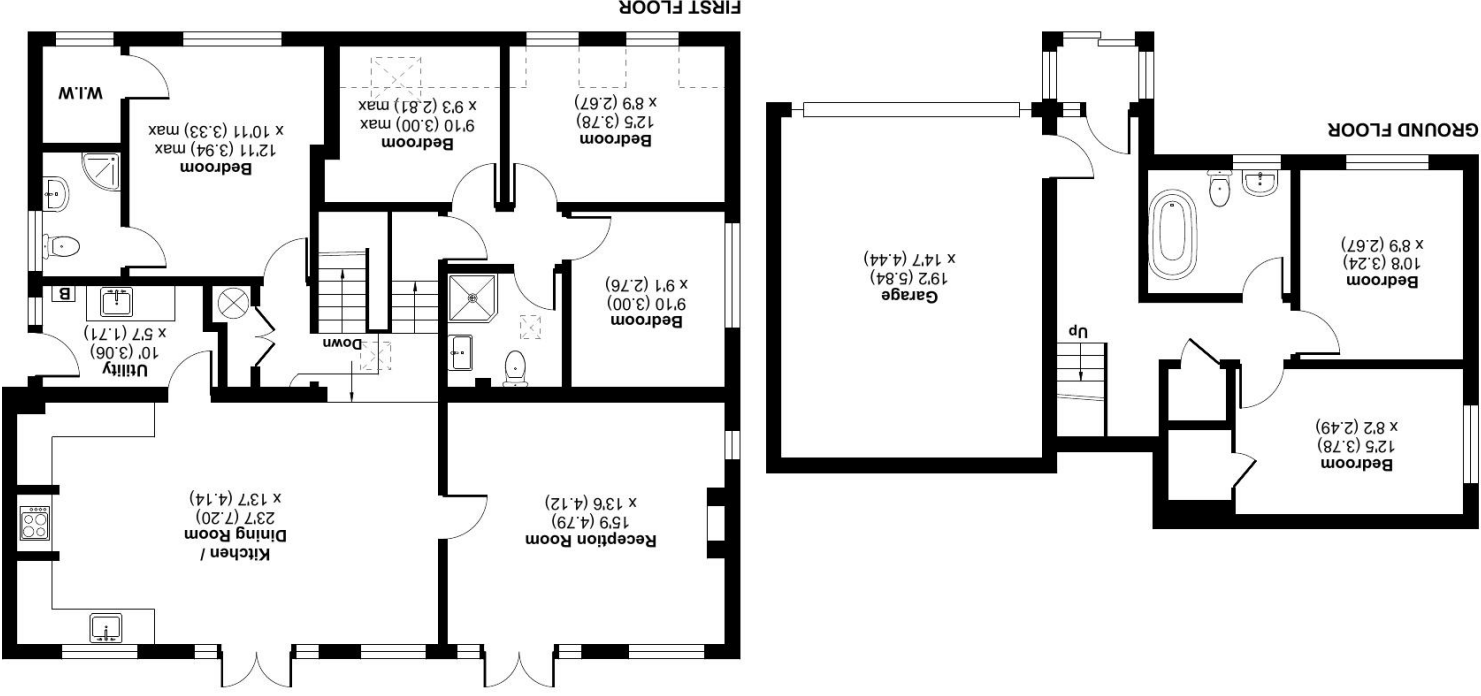 GROUND FLOOR
Bedroom
12'5 (3.78)
x 8'2 (2.49)
Up
Bedroom
10'8 (3.24)
x 8'9 (2.67)
Garage
19'2 (5.84)
x 14'7 (4.44)
FIRST FLOOR
Reception Room
15'9 (4.79)
x 13'6 (4.12)
Kitchen /
Dining Room
23'7 (7.20)
x 13'7 (4.14)
Utility
10' (3.06)
x 5'7 (1.71)
B
Down
Bedroom
9'10 (3.00)
x 9'1 (2.76)
Bedroom
12'5 (3.78)
x 8'9 (2.67)
Bedroom
9'10 (3.00) max
x 9'3 (2.81) max
Bedroom
12'11 (3.94) max
x 10'11 (3.33) max
W.I.W